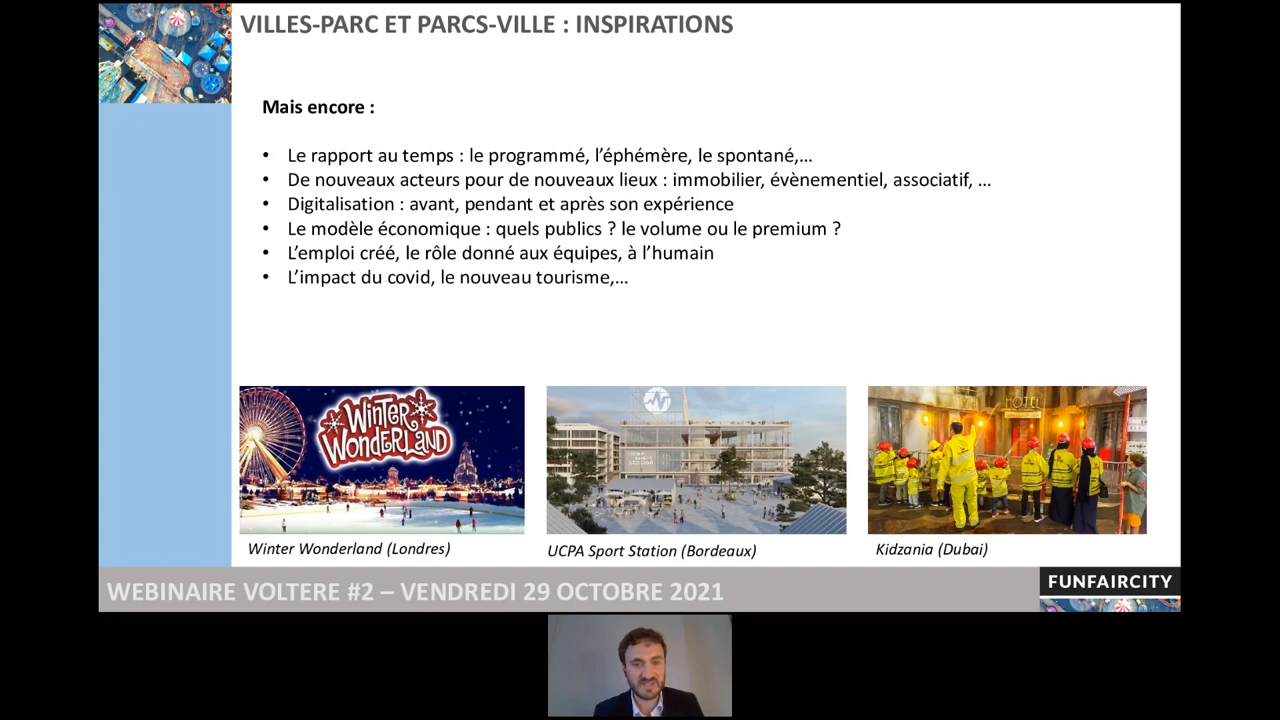 VILLES-PARC ET PARCS-VILLE : INSPIRATIONS
Mais encore :
• Le rapport au temps : le programmé, l’éphémère, le spontané,…
• De nouveaux acteurs pour de nouveaux lieux : immobilier, évènementiel, associatif, …
• Digitalisation : avant, pendant et après son expérience
• Le modèle économique : quels publics ? le volume ou le premium ?
• L’emploi créé, le rôle donné aux équipes, à l’humain
• L’impact du covid, le nouveau tourisme,…
WINTER
WONDERLAND
HOTEL
Winter Wonderland (Londres)
UCPA Sport Station (Bordeaux)
Kidzania (Dubai)
WEBINAIRE VOLTERE #2 – VENDREDI 29 OCTOBRE 2021
FUNFAIRCITY